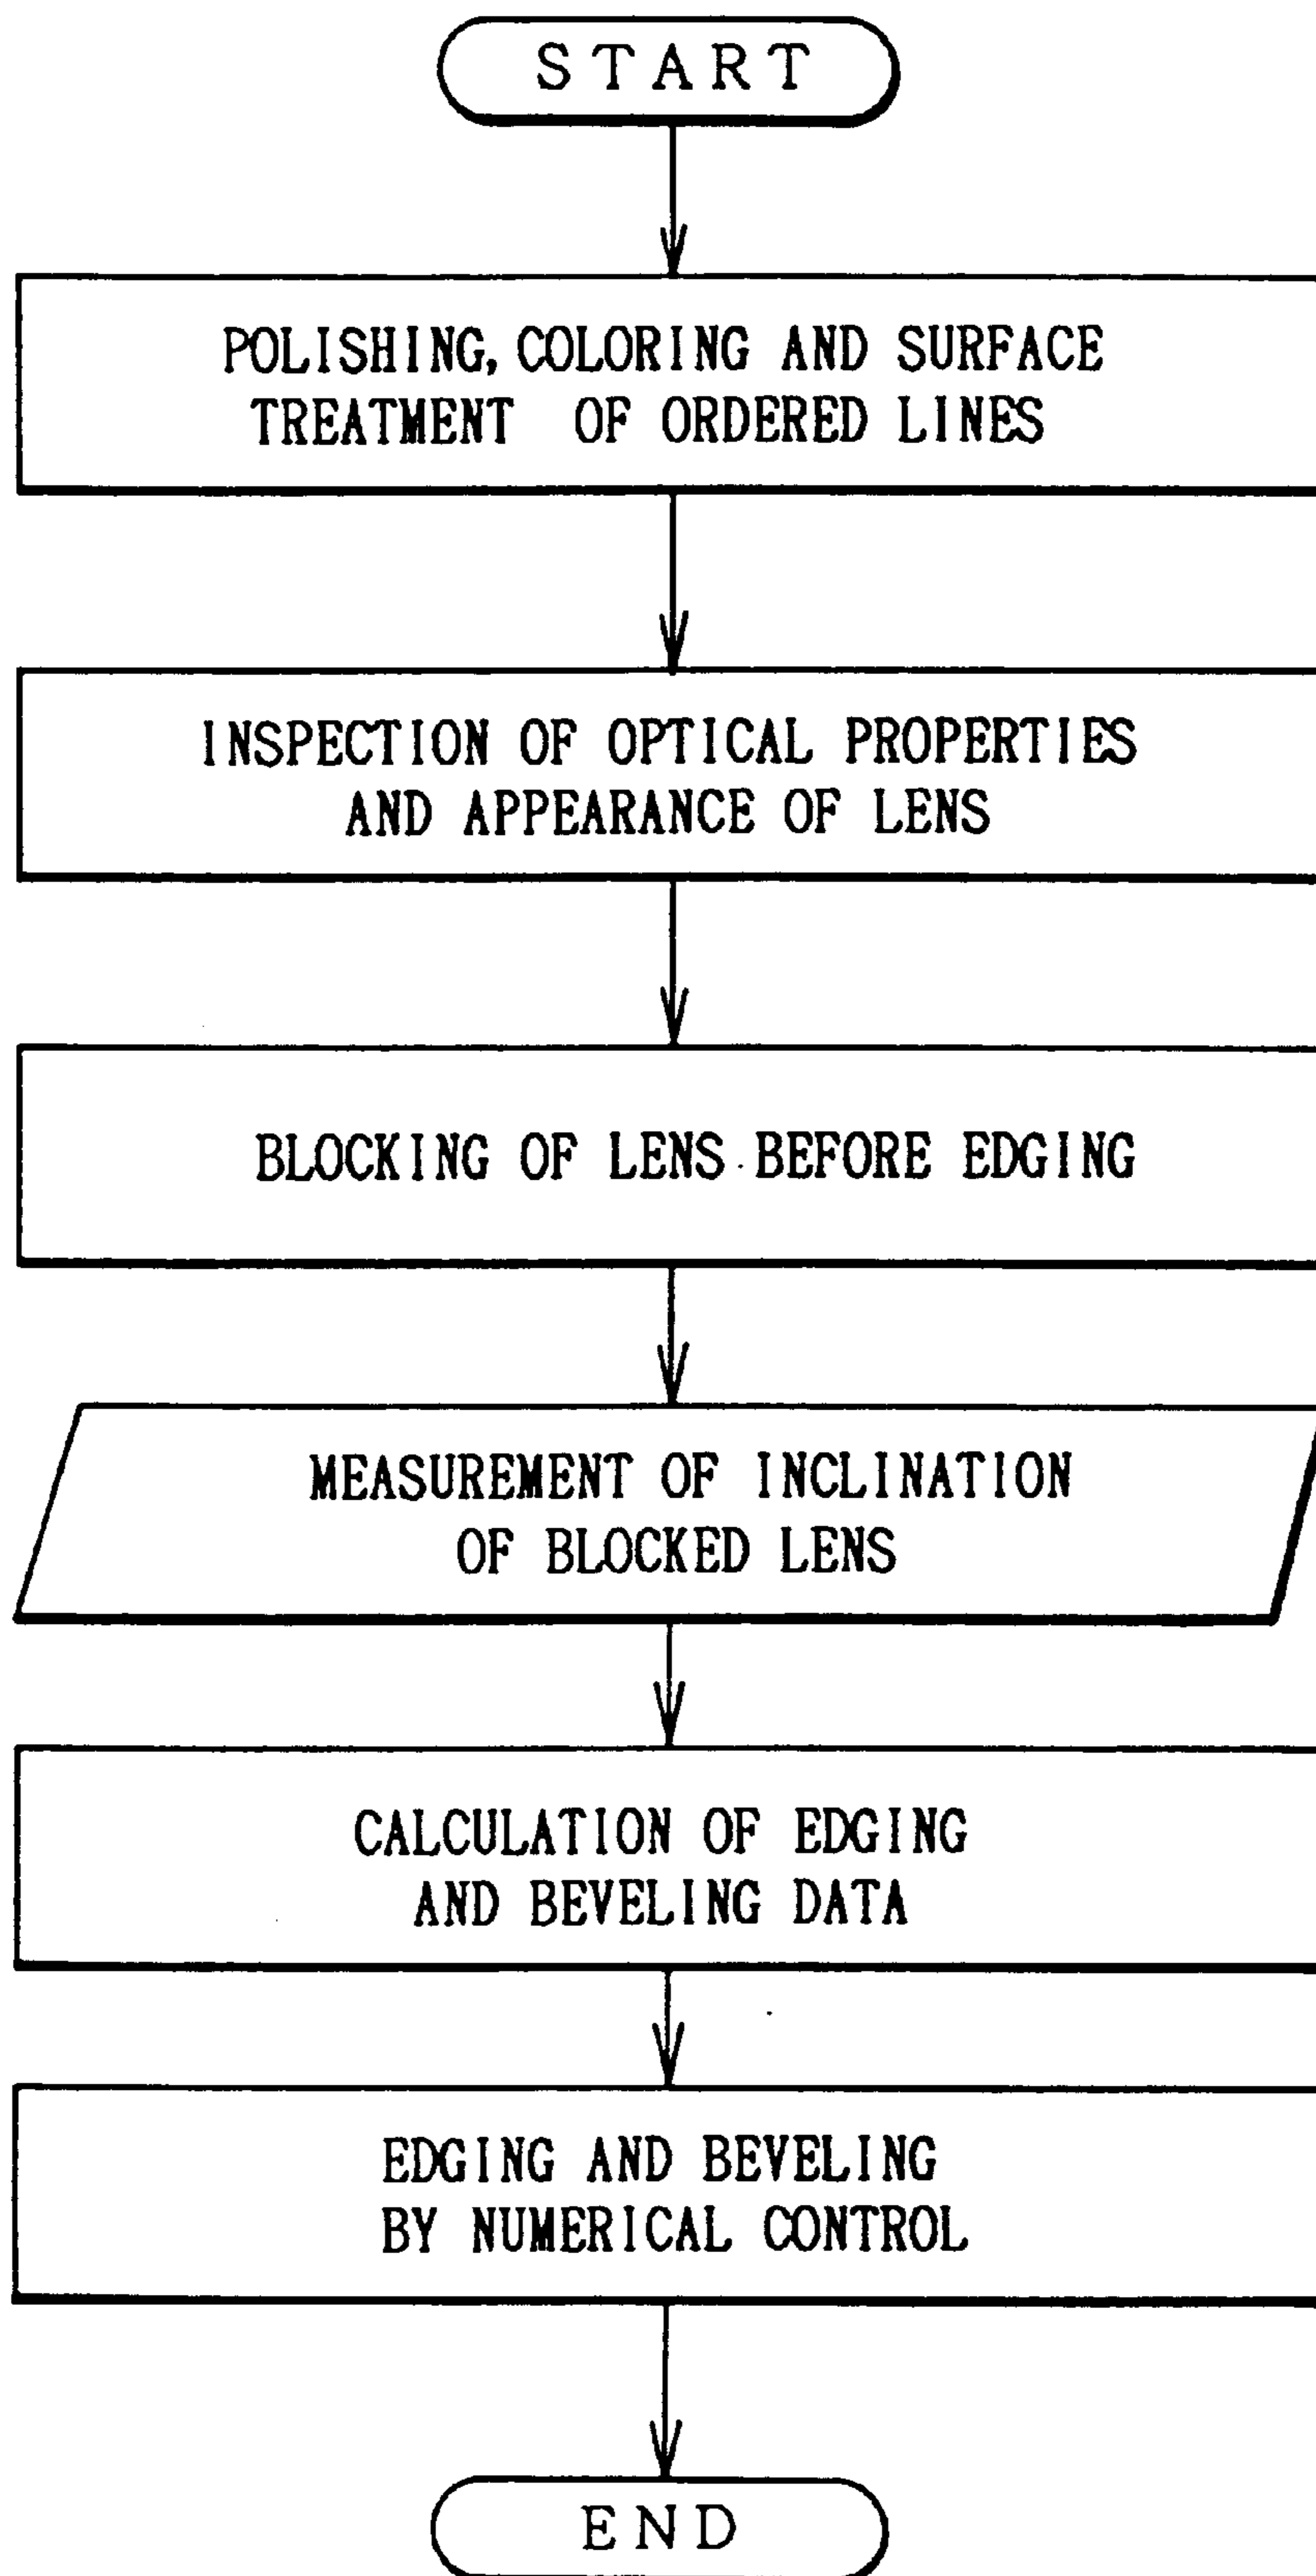 START
POLISHING, COLORING AND SURFACE
TREATMENT OF ORDERED LINES
INSPECTION OF OPTICAL PROPERTIES
AND APPEARANCE OF LENS
BLOCKING OF LENS BEFORE EDGING
MEASUREMENT OF INCLINATION
OF BLOCKED LENS
CALCULATION OF EDGING
AND BEVELING DATA
EDGING AND BEVELING
BY NUMERICAL CONTROL
END